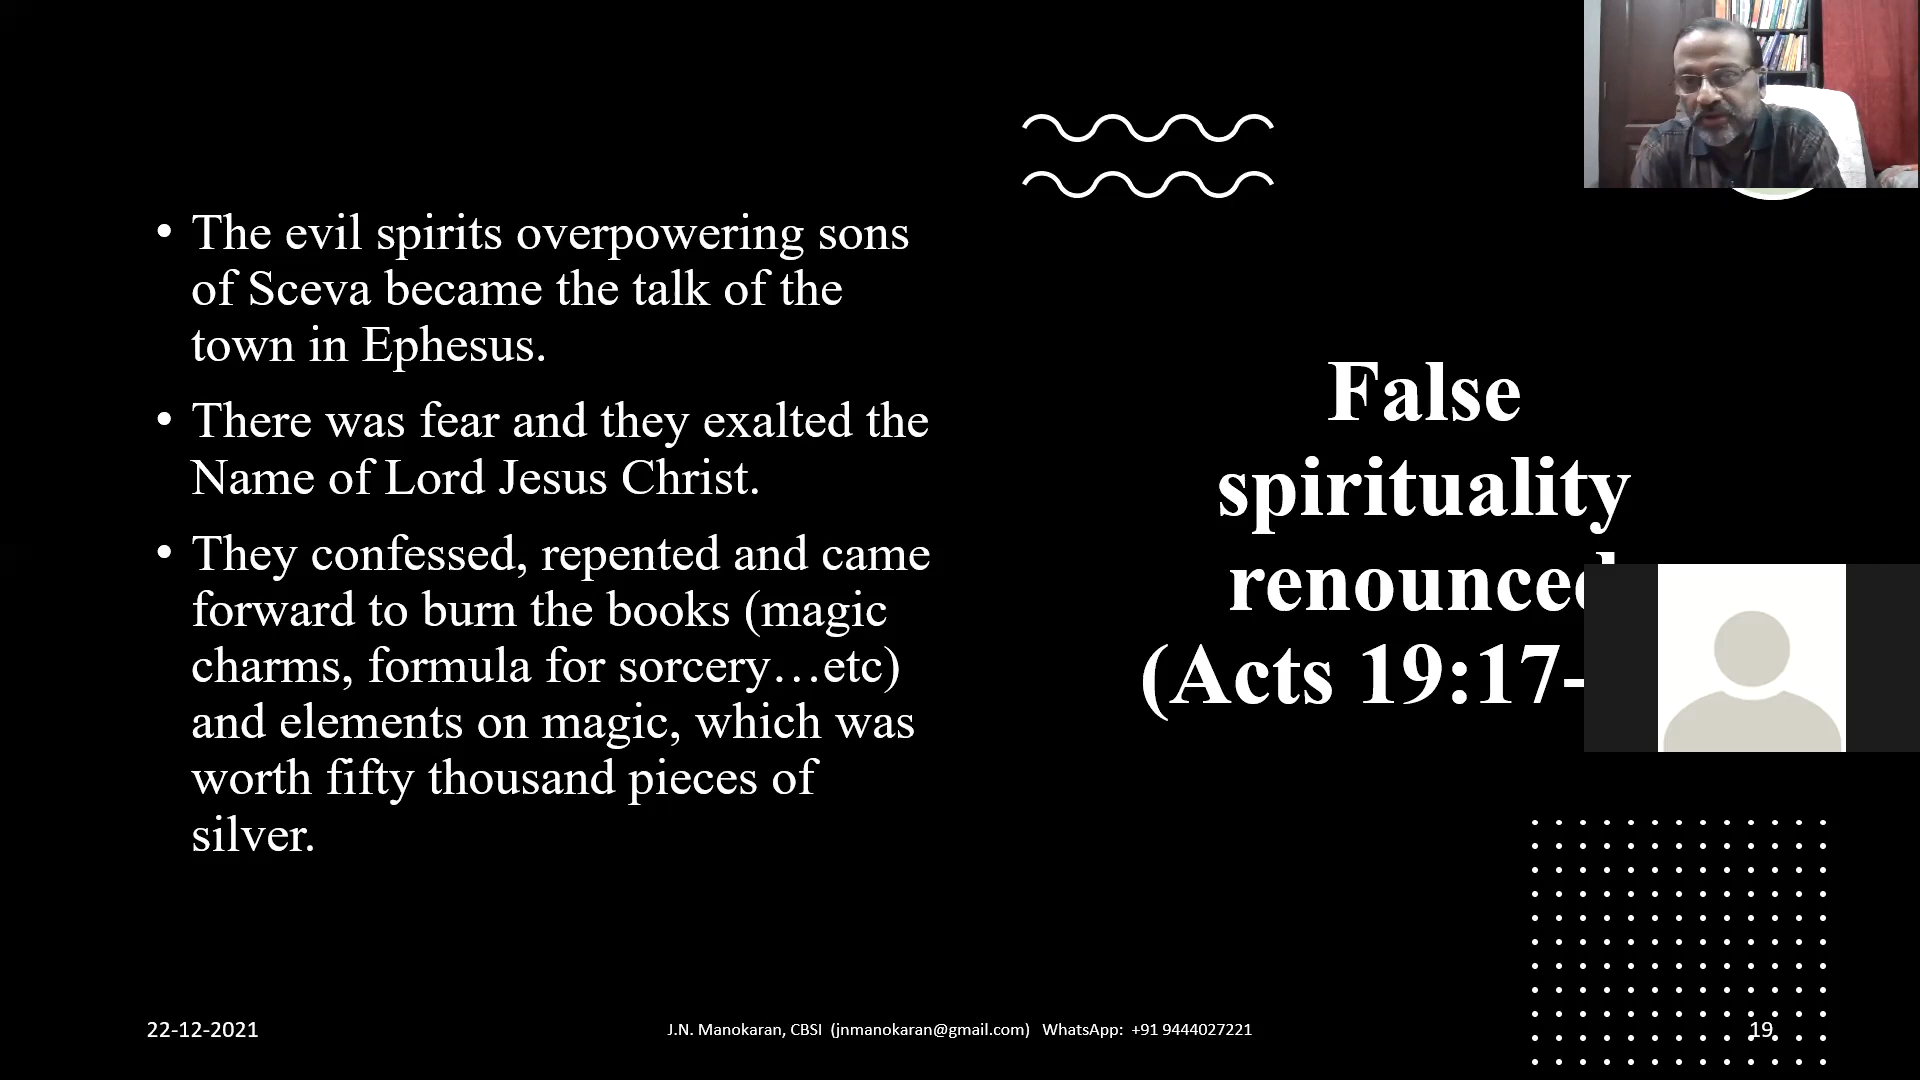 • The evil spirits overpowering sons
of Sceva became the talk of the
town in Ephesus.
• There was fear and they exalted the
Name of Lord Jesus Christ.
• They confessed, repented and came
forward to burn the books (magic
charms, formula for sorcery…etc)
and elements on magic, which was
worth fifty thousand pieces of
silver.
False
spirituality
renounced
(Acts 19:17-
22-12-2021
J.N. Manokaran, CBSI (jnmanokaran@gmail.com) WhatsApp: +91 9444027221
19